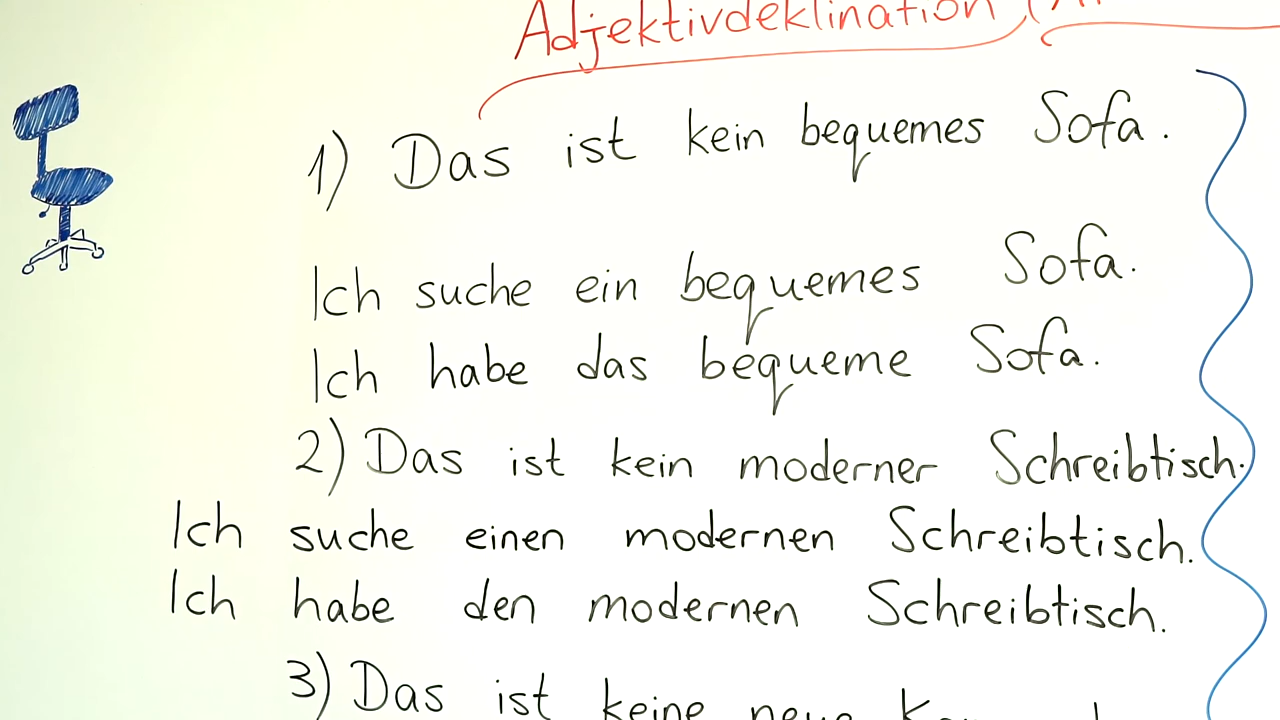 Adjektivdeklination
1) Das ist kein bequemes Sofa.
Ich suche ein bequemes Sofa.
Ich habe das bequeme Sofa.
2) Das ist kein moderner Schreibtisch.
Ich suche einen modernen Schreibtisch.
Ich habe den modernen Schreibtisch.
3) Das ist keine neue